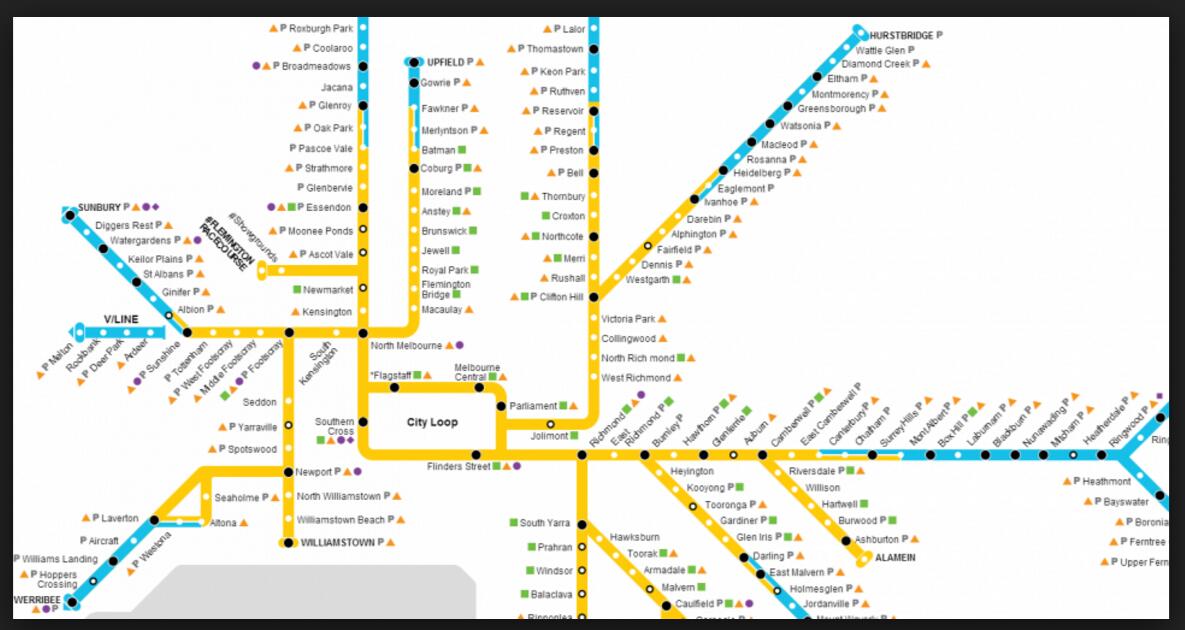 P Roxburgh Park
P Coolaroo
P Broadmeadows
Jacana
P Glenroy
P Oak Park
P Pascoe Vale
P Strathmore
P Glenbervie
P Essendon
P Moonee Ponds
P Ascot Vale
Newmarket
Kensington
UPFIELD P
Gowrie P
Fawkner P
Merlyntson P
Batman
Coburg P
Moreland P
Anstey
Brunswick
Jewell
Royal Park
Flemington
Bridge
Macaulay
P Lalor
P Thomastown
P Keon Park
P Ruthven
P Reservoir
P Regent
P Preston
P Bell
Thornbury
Croxton
Northcote
Merri
Rushall
P Clifton Hill
Victoria Park
Collingwood
North Rich mond
West Richmond
HURSTBRIDGE P
Wattle Glen P
Diamond Creek P
Eltham P
Montmorency P
Greensborough P
Watsonia P
Macleod P
Rosanna P
Heidelberg P
Eaglemont P
Ivanhoe P
Darebin P
Alphington P
Fairfield P
Dennis P
Westgarth
SUNBURY P
Diggers Rest P
Watergardens P
Keilor Plains P
St Albans P
Ginifer P
Albion P
#Showgrounds
#FLEMINGTON
RACECOURSE
V/LINE
P Melton
Rockbank
P Deer Park
Ardeer
P Sunshine
P Tottenham
P West Footscray
P Middle Footscray
P Footscray
South
Kensington
North Melbourne
*Flagstaff
Melbourne
Central
Parliament
City Loop
Southern
Cross
Jolimont
Flinders Street
Seddon
P Yarraville
P Spotswood
Newport P
Seaholme P
North Williamstown P
Altona
Williamstown Beach P
WILLIAMSTOWN P
P Laverton
P Westona
P Aircraft
P Williams Landing
P Hoppers
Crossing
WERRIBEE
P
Richmond
East
Richmond P
Burnley P
Hawthorn P
Glenferrie
Auburn
Camberwell P
East Camberwell P
Canterbury P
Chatham P
Surrey Hills P
Mont Albert P
Box Hill P
Laburnum P
Blackburn P
Nunawading P
Mitcham P
Heatherdale P
Ringwood P
Ring
P Heathmont
P Bayswater
P Boronia
P Ferntree
P Upper Fern
Heyington
Kooyong P
Tooronga P
Gardiner P
Glen Iris P
Darling P
East Malvern P
Holmesglen P
Jordanville P
Mount Waverley P
Riversdale P
Willison
Hartwell
Burwood P
Ashburton P
ALAMEIN
South Yarra
Hawksburn
Prahran
Toorak
Windsor
Armadale
Balaclava
Malvern
Caulfield P
Ripponlea